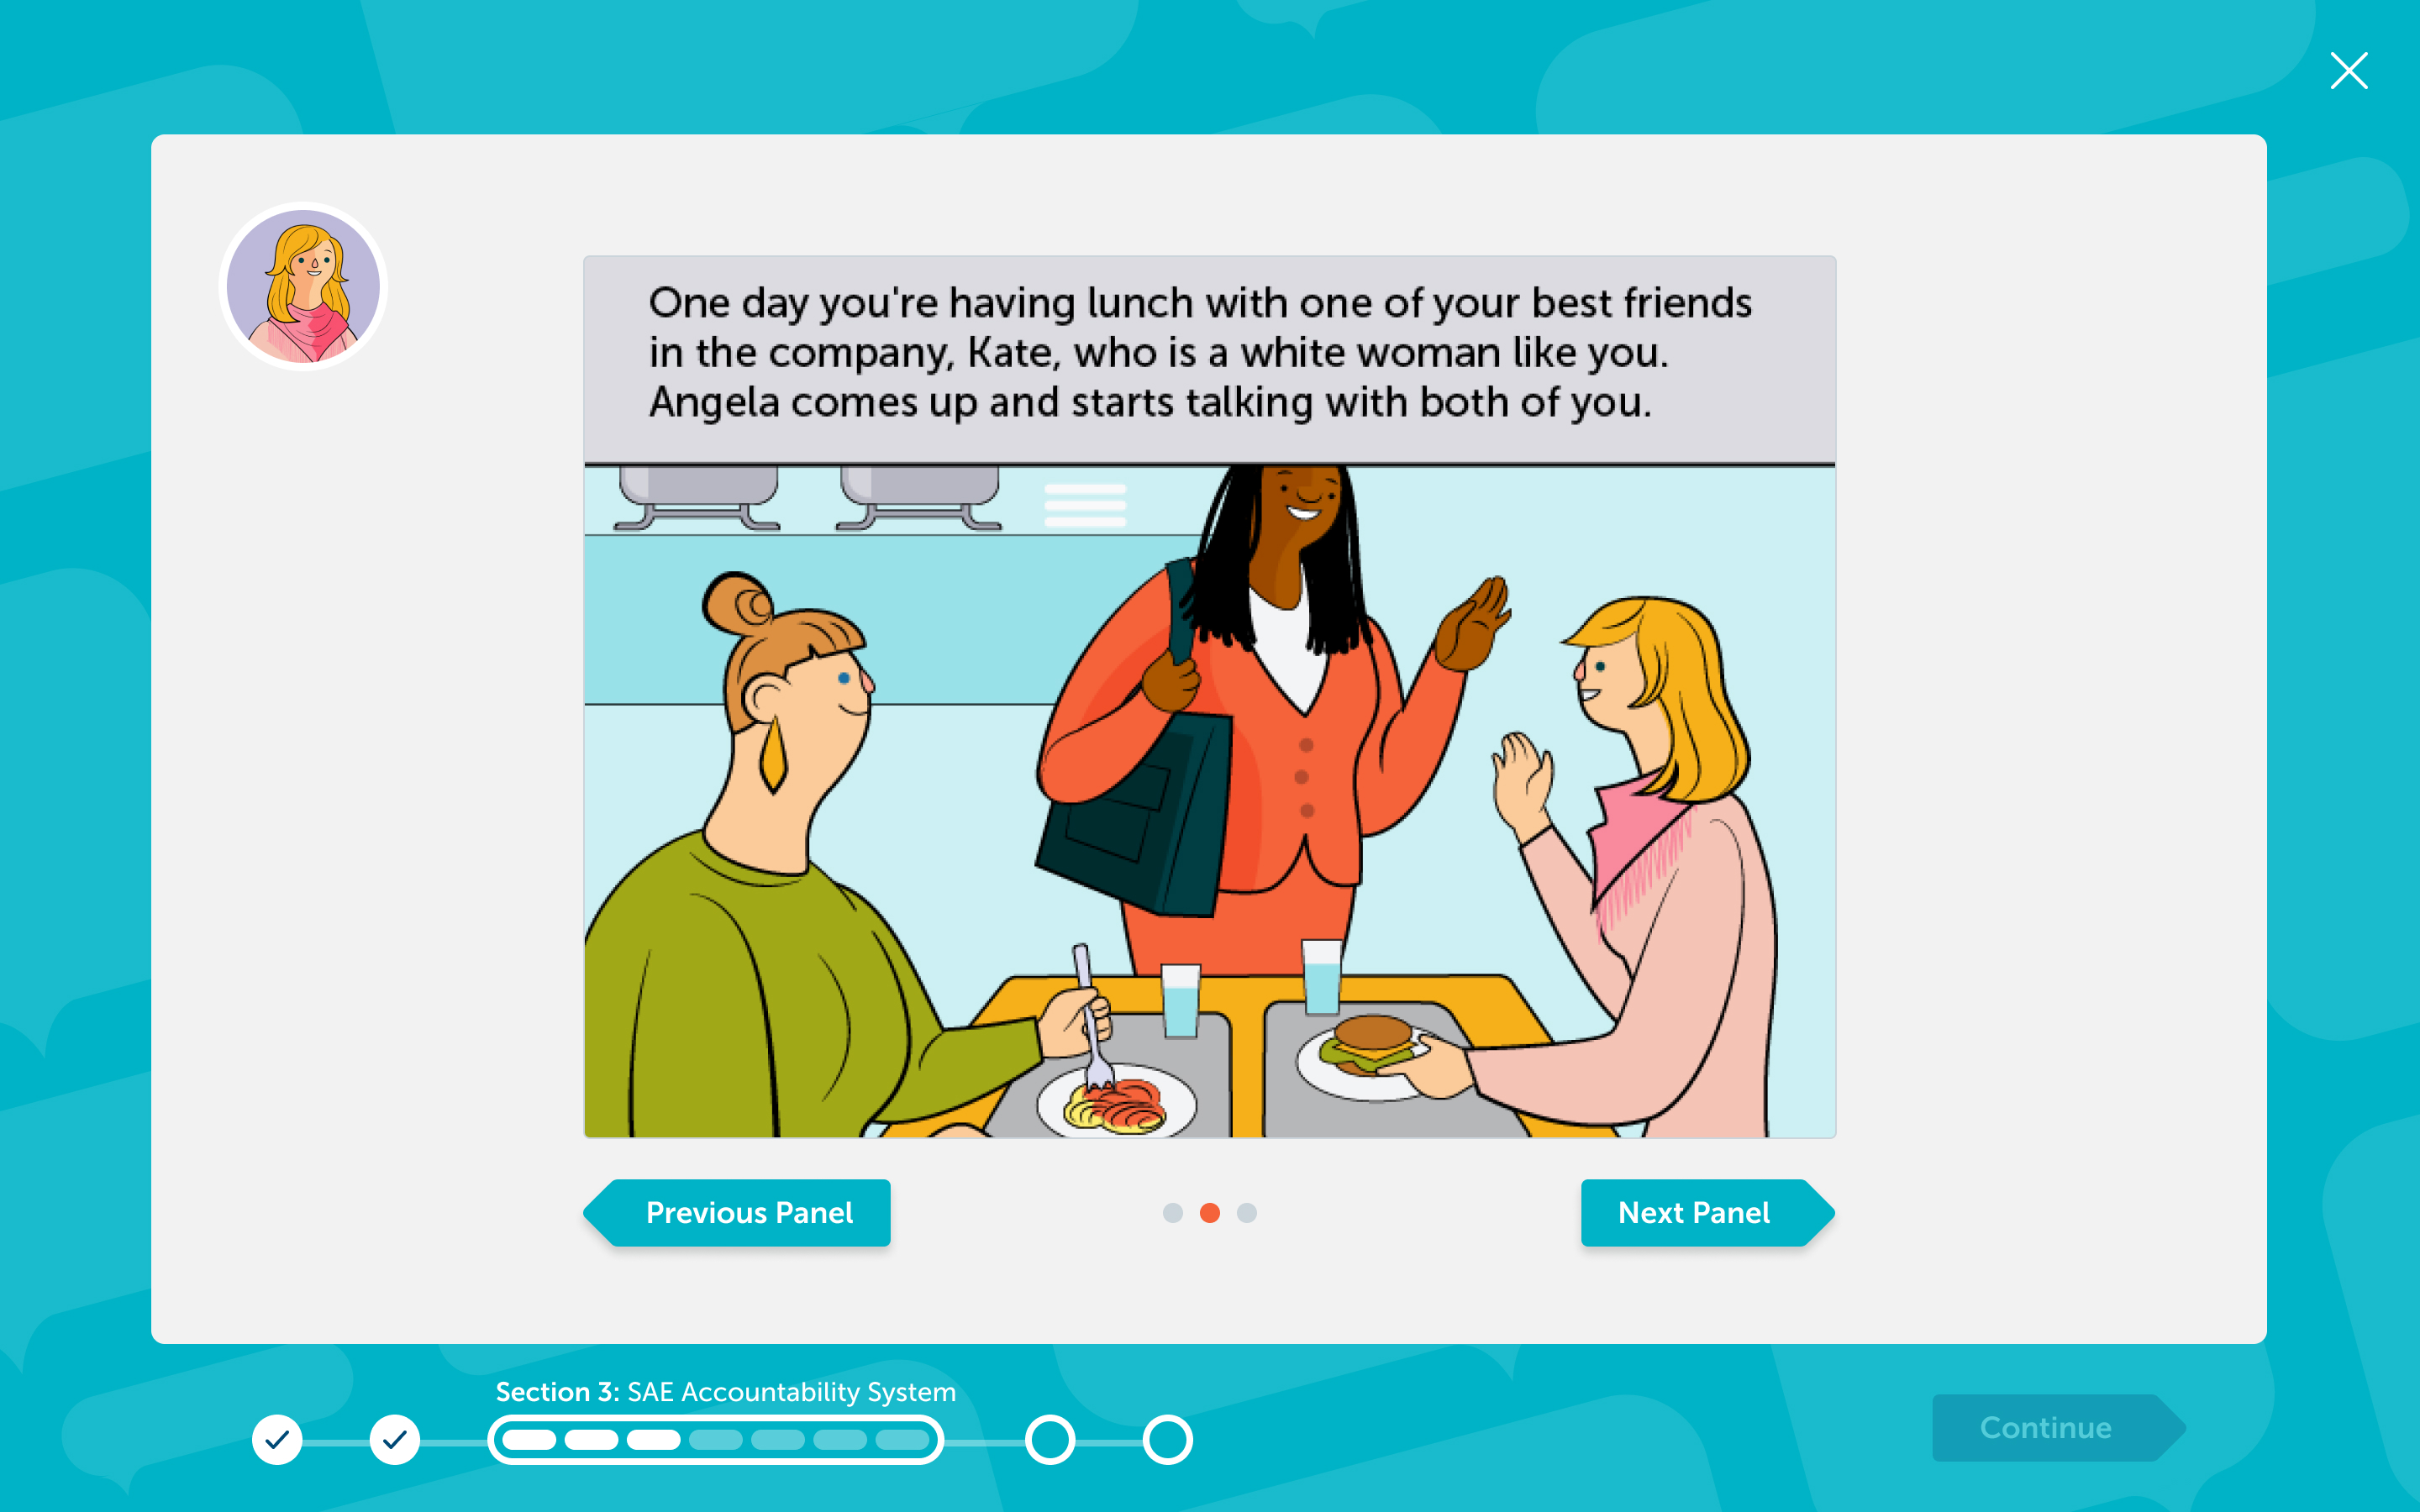 One day you're having lunch with one of your best friends
in the company, Kate, who is a white woman like you.
Angela comes up and starts talking with both of you.
Previous Panel
Next Panel
Section 3: SAE Accountability System
Continue